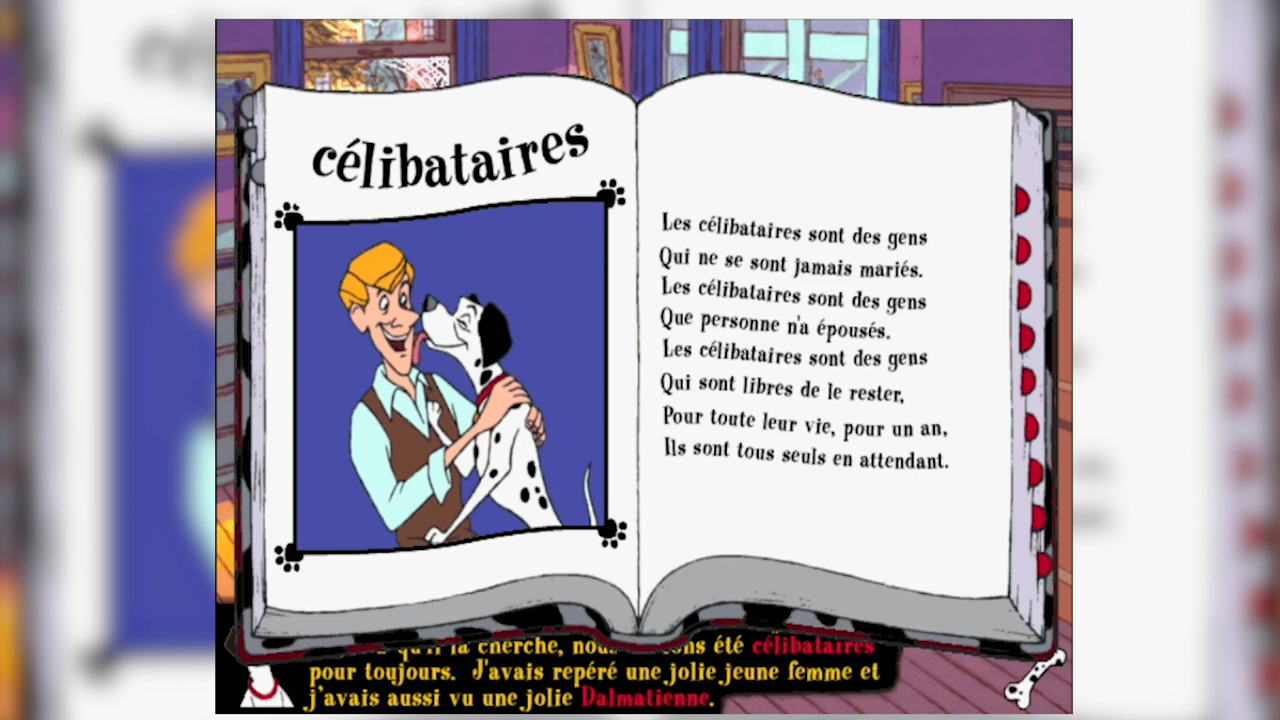 célibataires
Les célibataires sont des gens
Qui ne se sont jamais mariés.
Les célibataires sont des gens
Que personne n'a épousés.
Les célibataires sont des gens
Qui sont libres de le rester,
Pour toute leur vie, pour un an,
Ils sont tous seuls en attendant.
la cherche, été célibataires
pour toujours. J'avais repéré une jolie jeune femme et
j'avais aussi vu une jolie Dalmatienne.